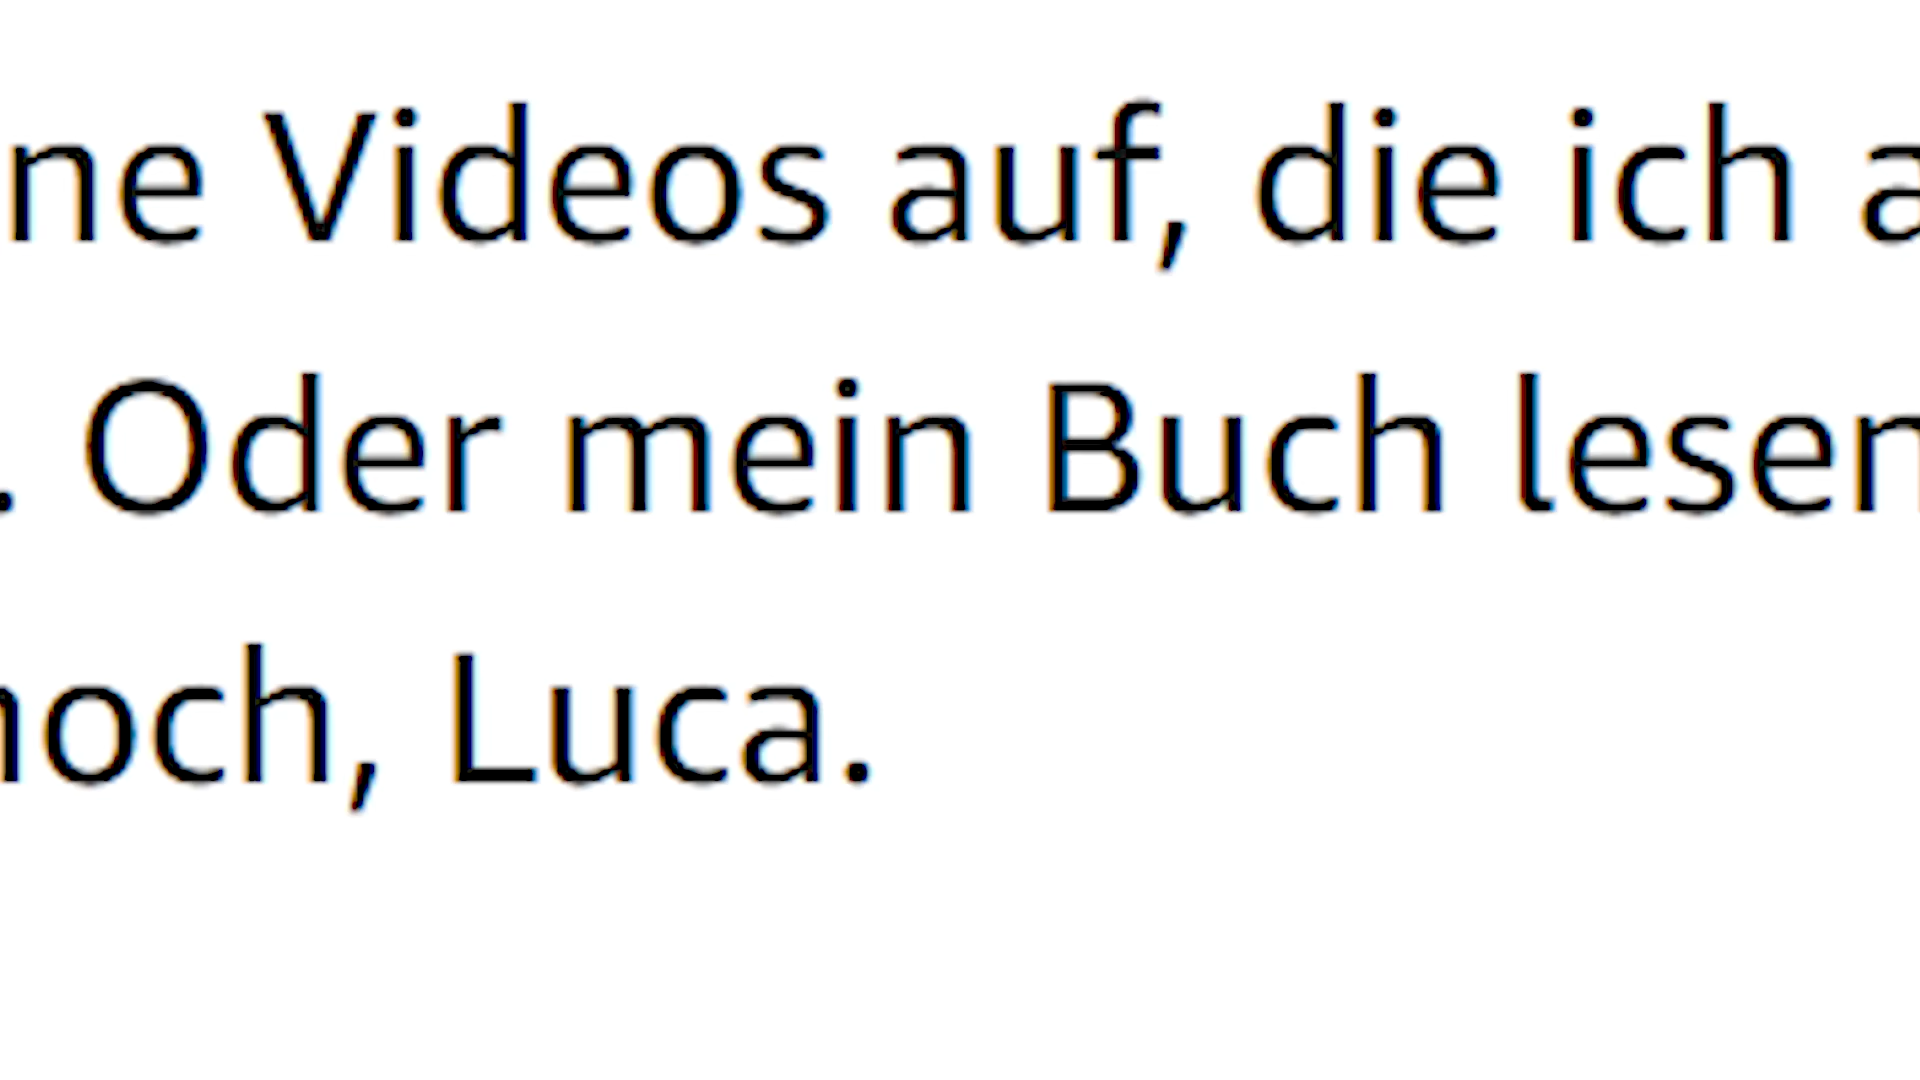 ne Videos auf, die ich a
. Oder mein Buch lesen
noch, Luca.